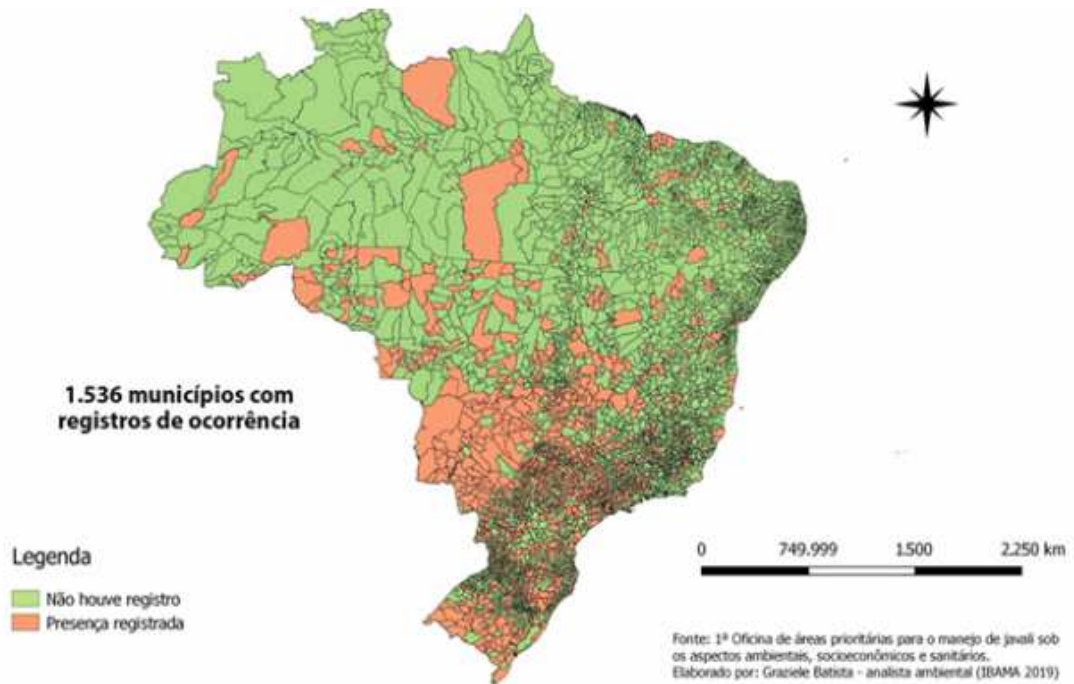 1.536 municípios com
registros de ocorrência
Legenda
Não houve registro
Presença registrada
0 749.999 1.500 2.250 km
Fonte: 1ª Oficina de áreas prioritárias para o manejo de javali sob
os aspectos ambientais, socioeconômicos e sanitários.
Elaborado por: Graziele Batista - analista ambiental (IBAMA 2019)